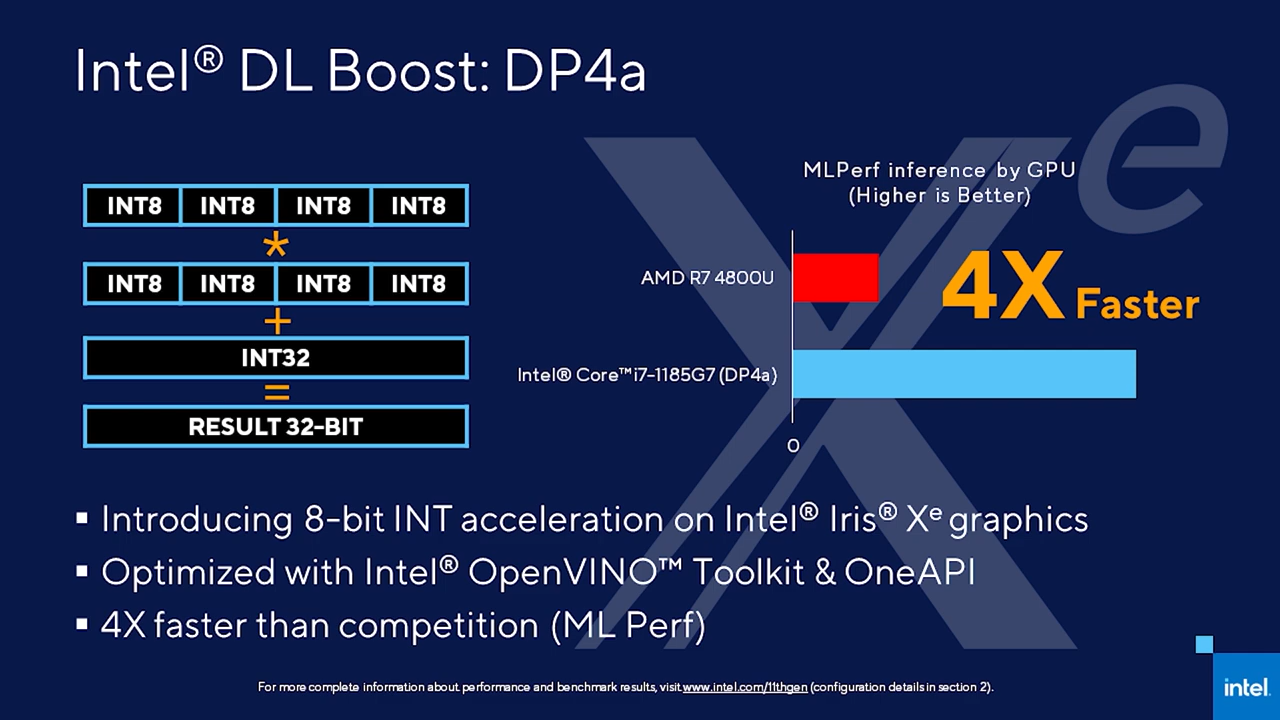 Intel® DL Boost: DP4a
INT8 INT8 INT8 INT8
*
INT8 INT8 INT8 INT8
+
INT32
=
RESULT 32-BIT
MLPerf inference by GPU
(Higher is Better)
AMD R7 4800U
4X Faster
Intel® Core™ i7-1185G7 (DP4a)
0
Xe
▪ Introducing 8-bit INT acceleration on Intel® Iris® Xᵉ graphics
▪ Optimized with Intel® OpenVINO™ Toolkit & OneAPI
▪ 4X faster than competition (ML Perf)
For more complete information about performance and benchmark results, visit www.intel.com/11thgen (configuration details in section 2).
intel.